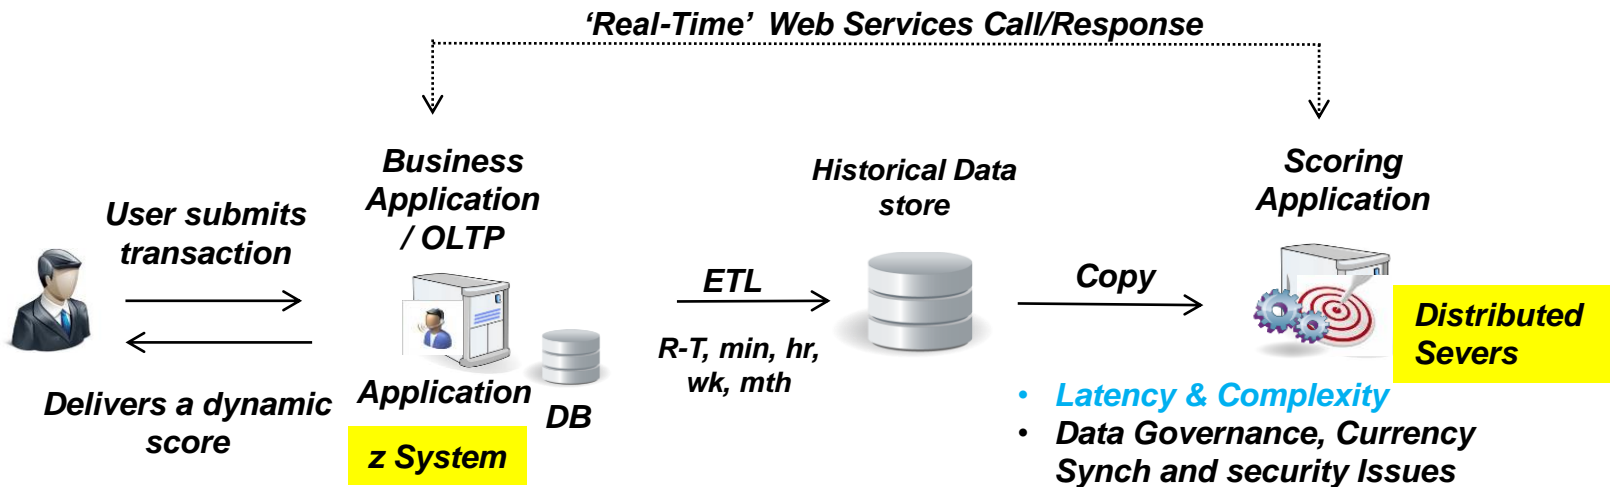 ‘Real-Time’ Web Services Call/Response
User submits
transaction
Delivers a dynamic
score
Business
Application
/ OLTP
Application
DB
z System
ETL
R-T, min, hr,
wk, mth
Historical Data
store
Copy
Scoring
Application
Distributed
Severs
• Latency & Complexity
• Data Governance, Currency
Synch and security Issues